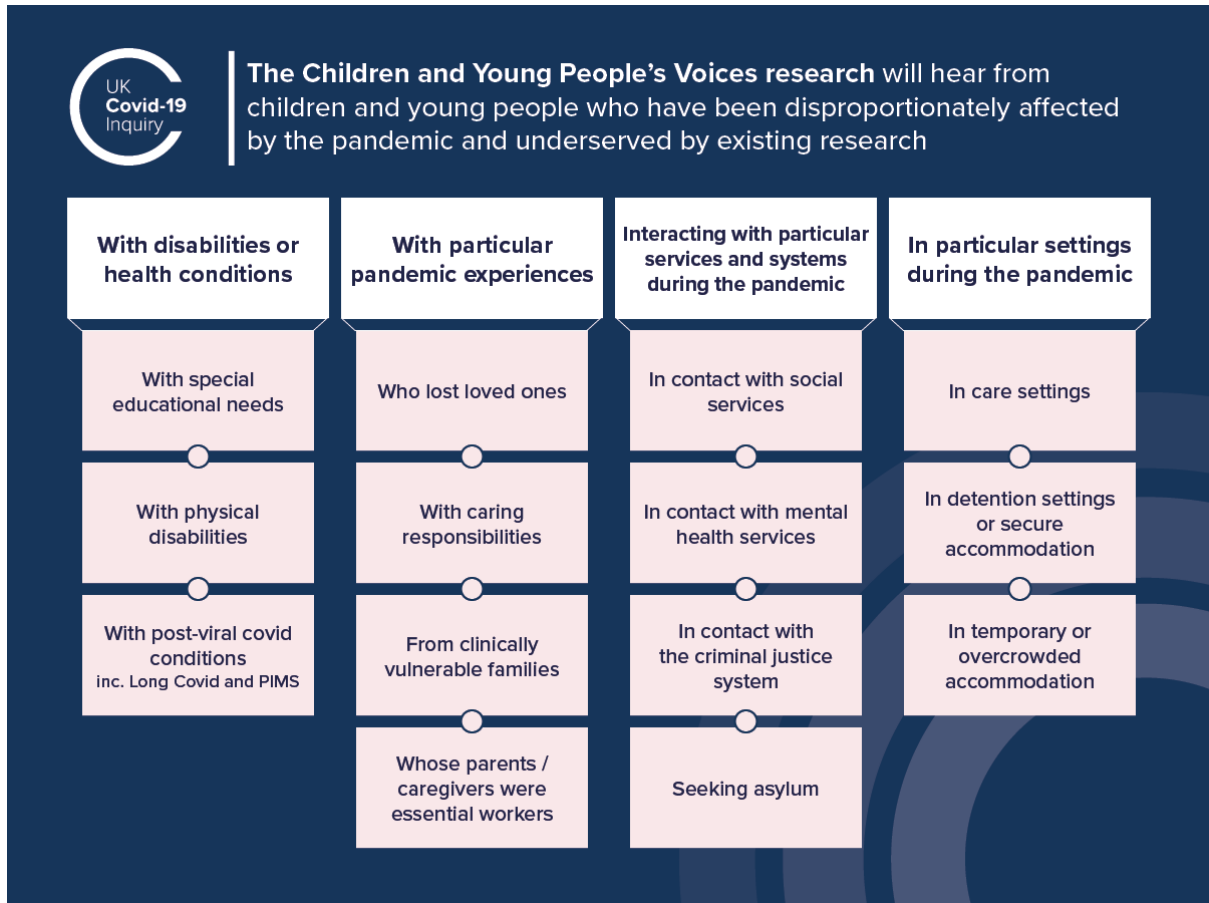 UK
Covid-19
Inquiry
The Children and Young People’s Voices research will hear from
children and young people who have been disproportionately affected
by the pandemic and underserved by existing research
With disabilities or
health conditions
With special
educational needs
With physical
disabilities
With post-viral covid
conditions
inc. Long Covid and PIMS
With particular
pandemic experiences
Who lost loved ones
With caring
responsibilities
From clinically
vulnerable families
Whose parents /
caregivers were
essential workers
Interacting with particular
services and systems
during the pandemic
In contact with social
services
In contact with mental
health services
In contact with
the criminal justice
system
Seeking asylum
In particular settings
during the pandemic
In care settings
In detention settings
or secure
accommodation
In temporary or
overcrowded
accommodation